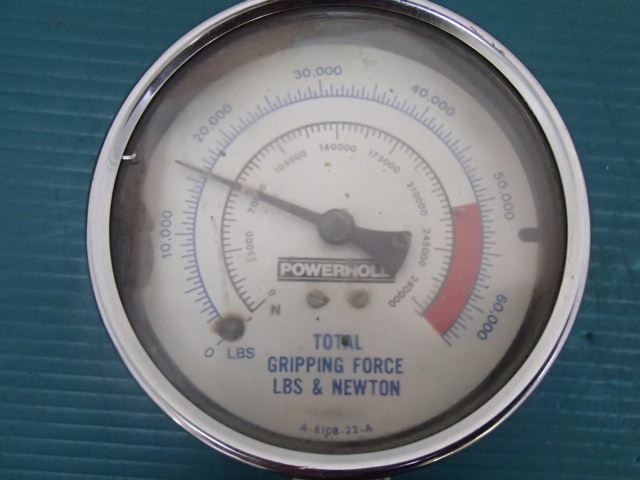 30,000
20,000
40,000
10,000
50,000
60,000
0 LBS
140000
105000
175000
70000
210000
35000
245000
0
280000
N
POWERHOLD
TOTAL
GRIPPING FORCE
LBS & NEWTON
A-6108-22-A